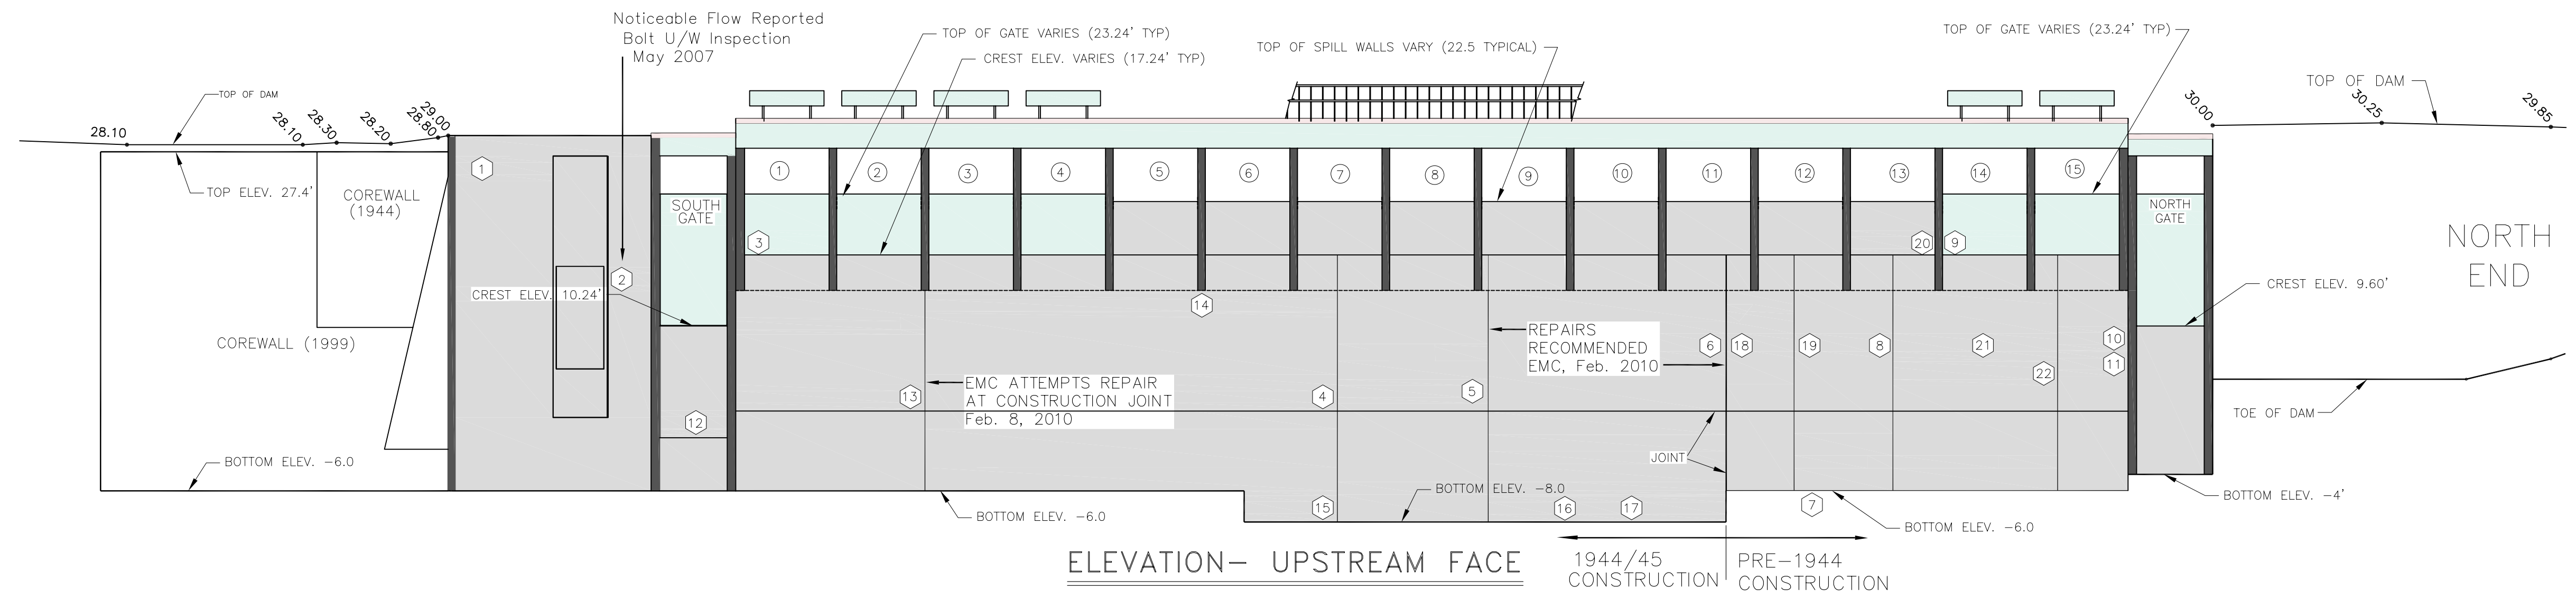 Noticeable Flow Reported
Bolt U/W Inspection
May 2007
TOP OF GATE VARIES (23.24' TYP)
CREST ELEV. VARIES (17.24' TYP)
TOP OF SPILL WALLS VARY (22.5 TYPICAL)
TOP OF GATE VARIES (23.24' TYP)
TOP OF DAM
TOP OF DAM
28.10
28.10
28.30
28.20
28.80
29.00
30.00
30.25
29.85
TOP ELEV. 27.4'
COREWALL
(1944)
COREWALL (1999)
BOTTOM ELEV. -6.0
1
2
CREST ELEV. 10.24'
SOUTH
GATE
12
1
2
3
4
5
6
7
8
9
10
11
12
13
14
15
3
20
9
NORTH
GATE
NORTH
END
CREST ELEV. 9.60'
14
13
EMC ATTEMPTS REPAIR
AT CONSTRUCTION JOINT
Feb. 8, 2010
4
5
REPAIRS
RECOMMENDED
EMC, Feb. 2010
6
18
19
8
21
22
10
11
TOE OF DAM
JOINT
BOTTOM ELEV. -6.0
15
BOTTOM ELEV. -8.0
16
17
7
BOTTOM ELEV. -6.0
BOTTOM ELEV. -4'
ELEVATION- UPSTREAM FACE
1944/45
CONSTRUCTION
PRE-1944
CONSTRUCTION